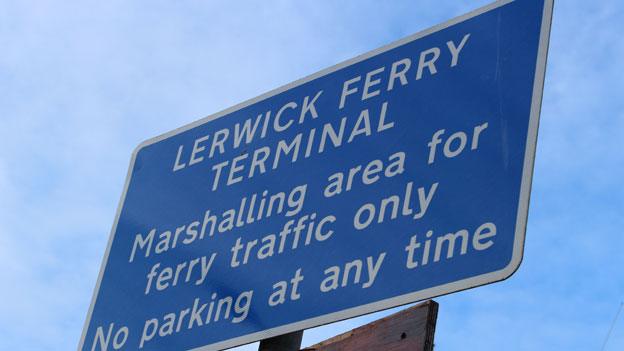 LERWICK FERRY
TERMINAL
Marshalling area for
ferry traffic only
No parking at any time